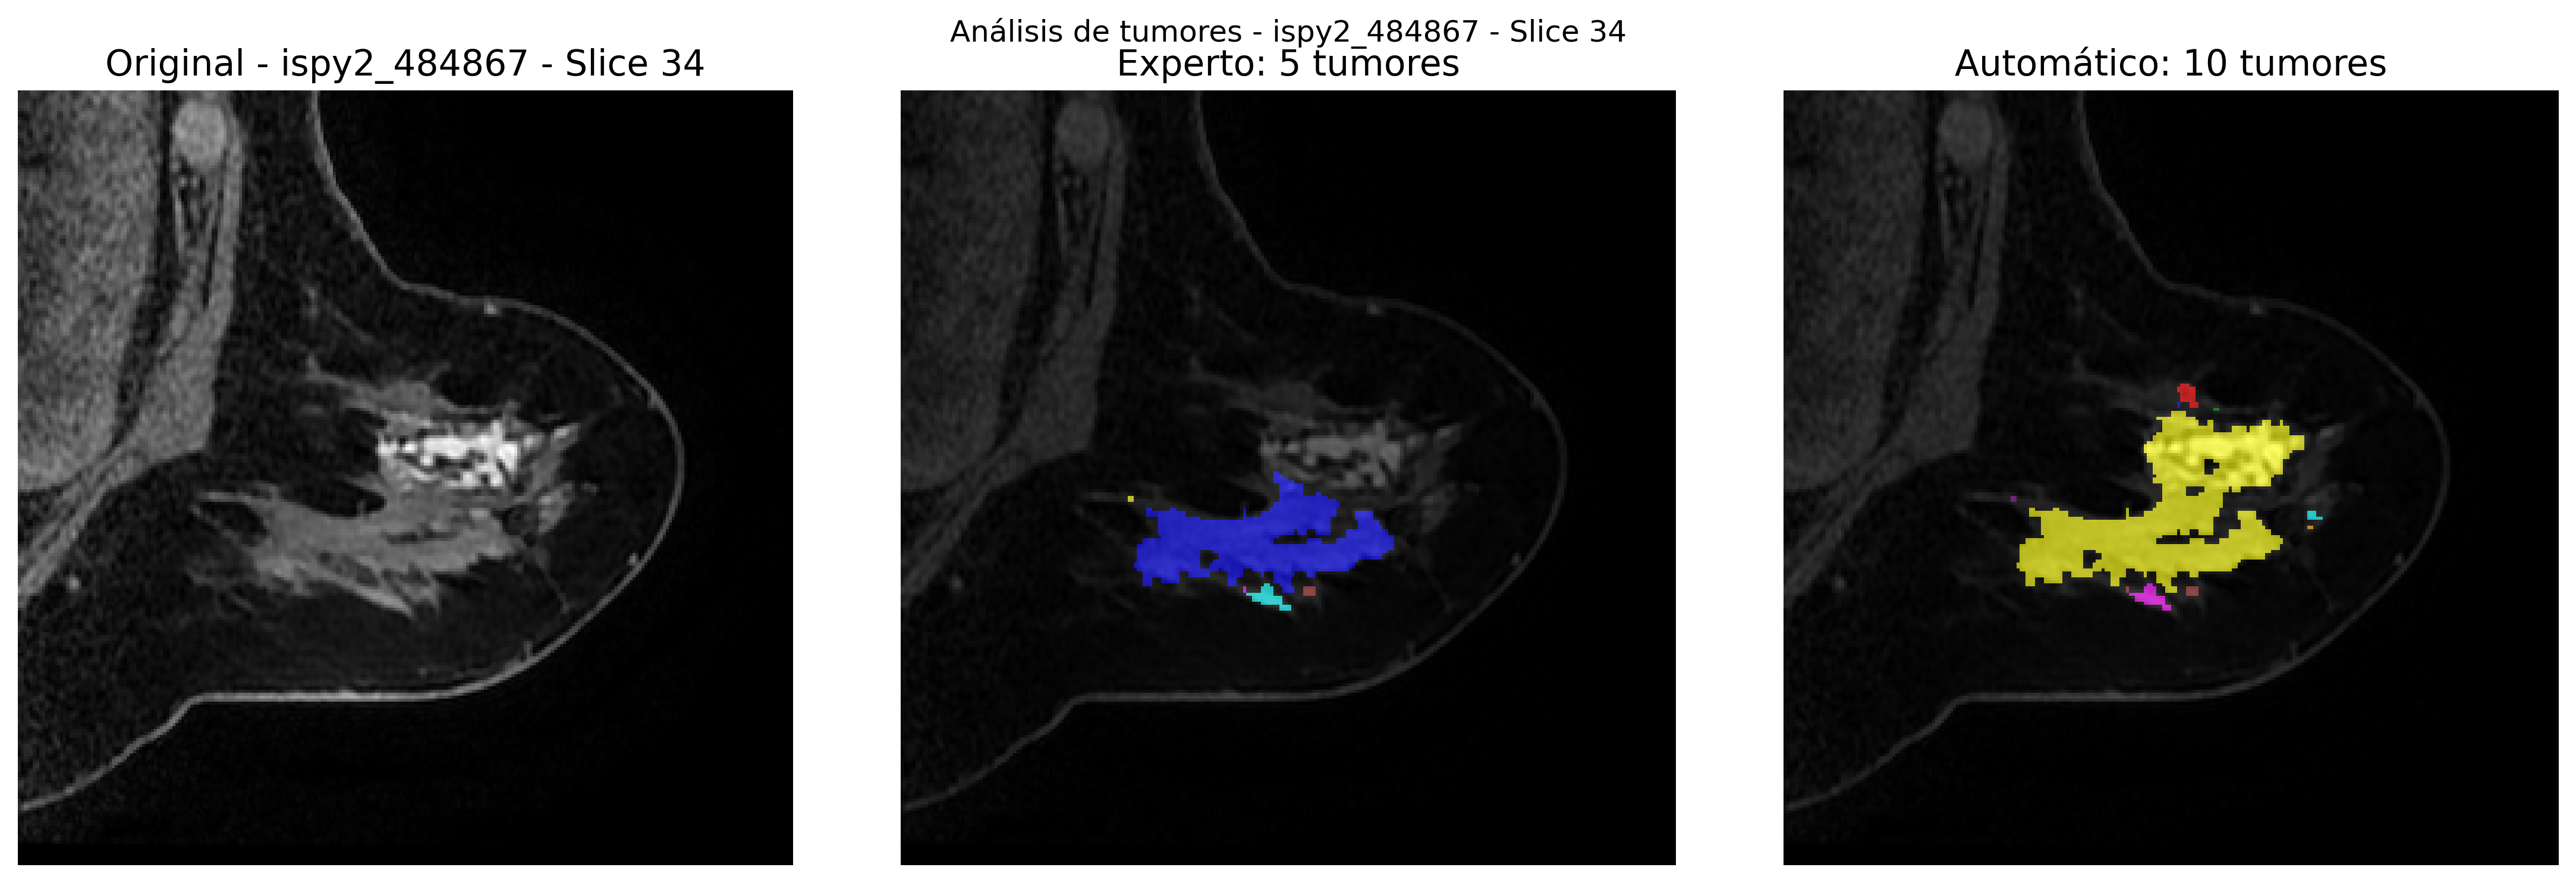 Análisis de tumores - ispy2_484867 - Slice 34
Original - ispy2_484867 - Slice 34
Experto: 5 tumores
Automático: 10 tumores